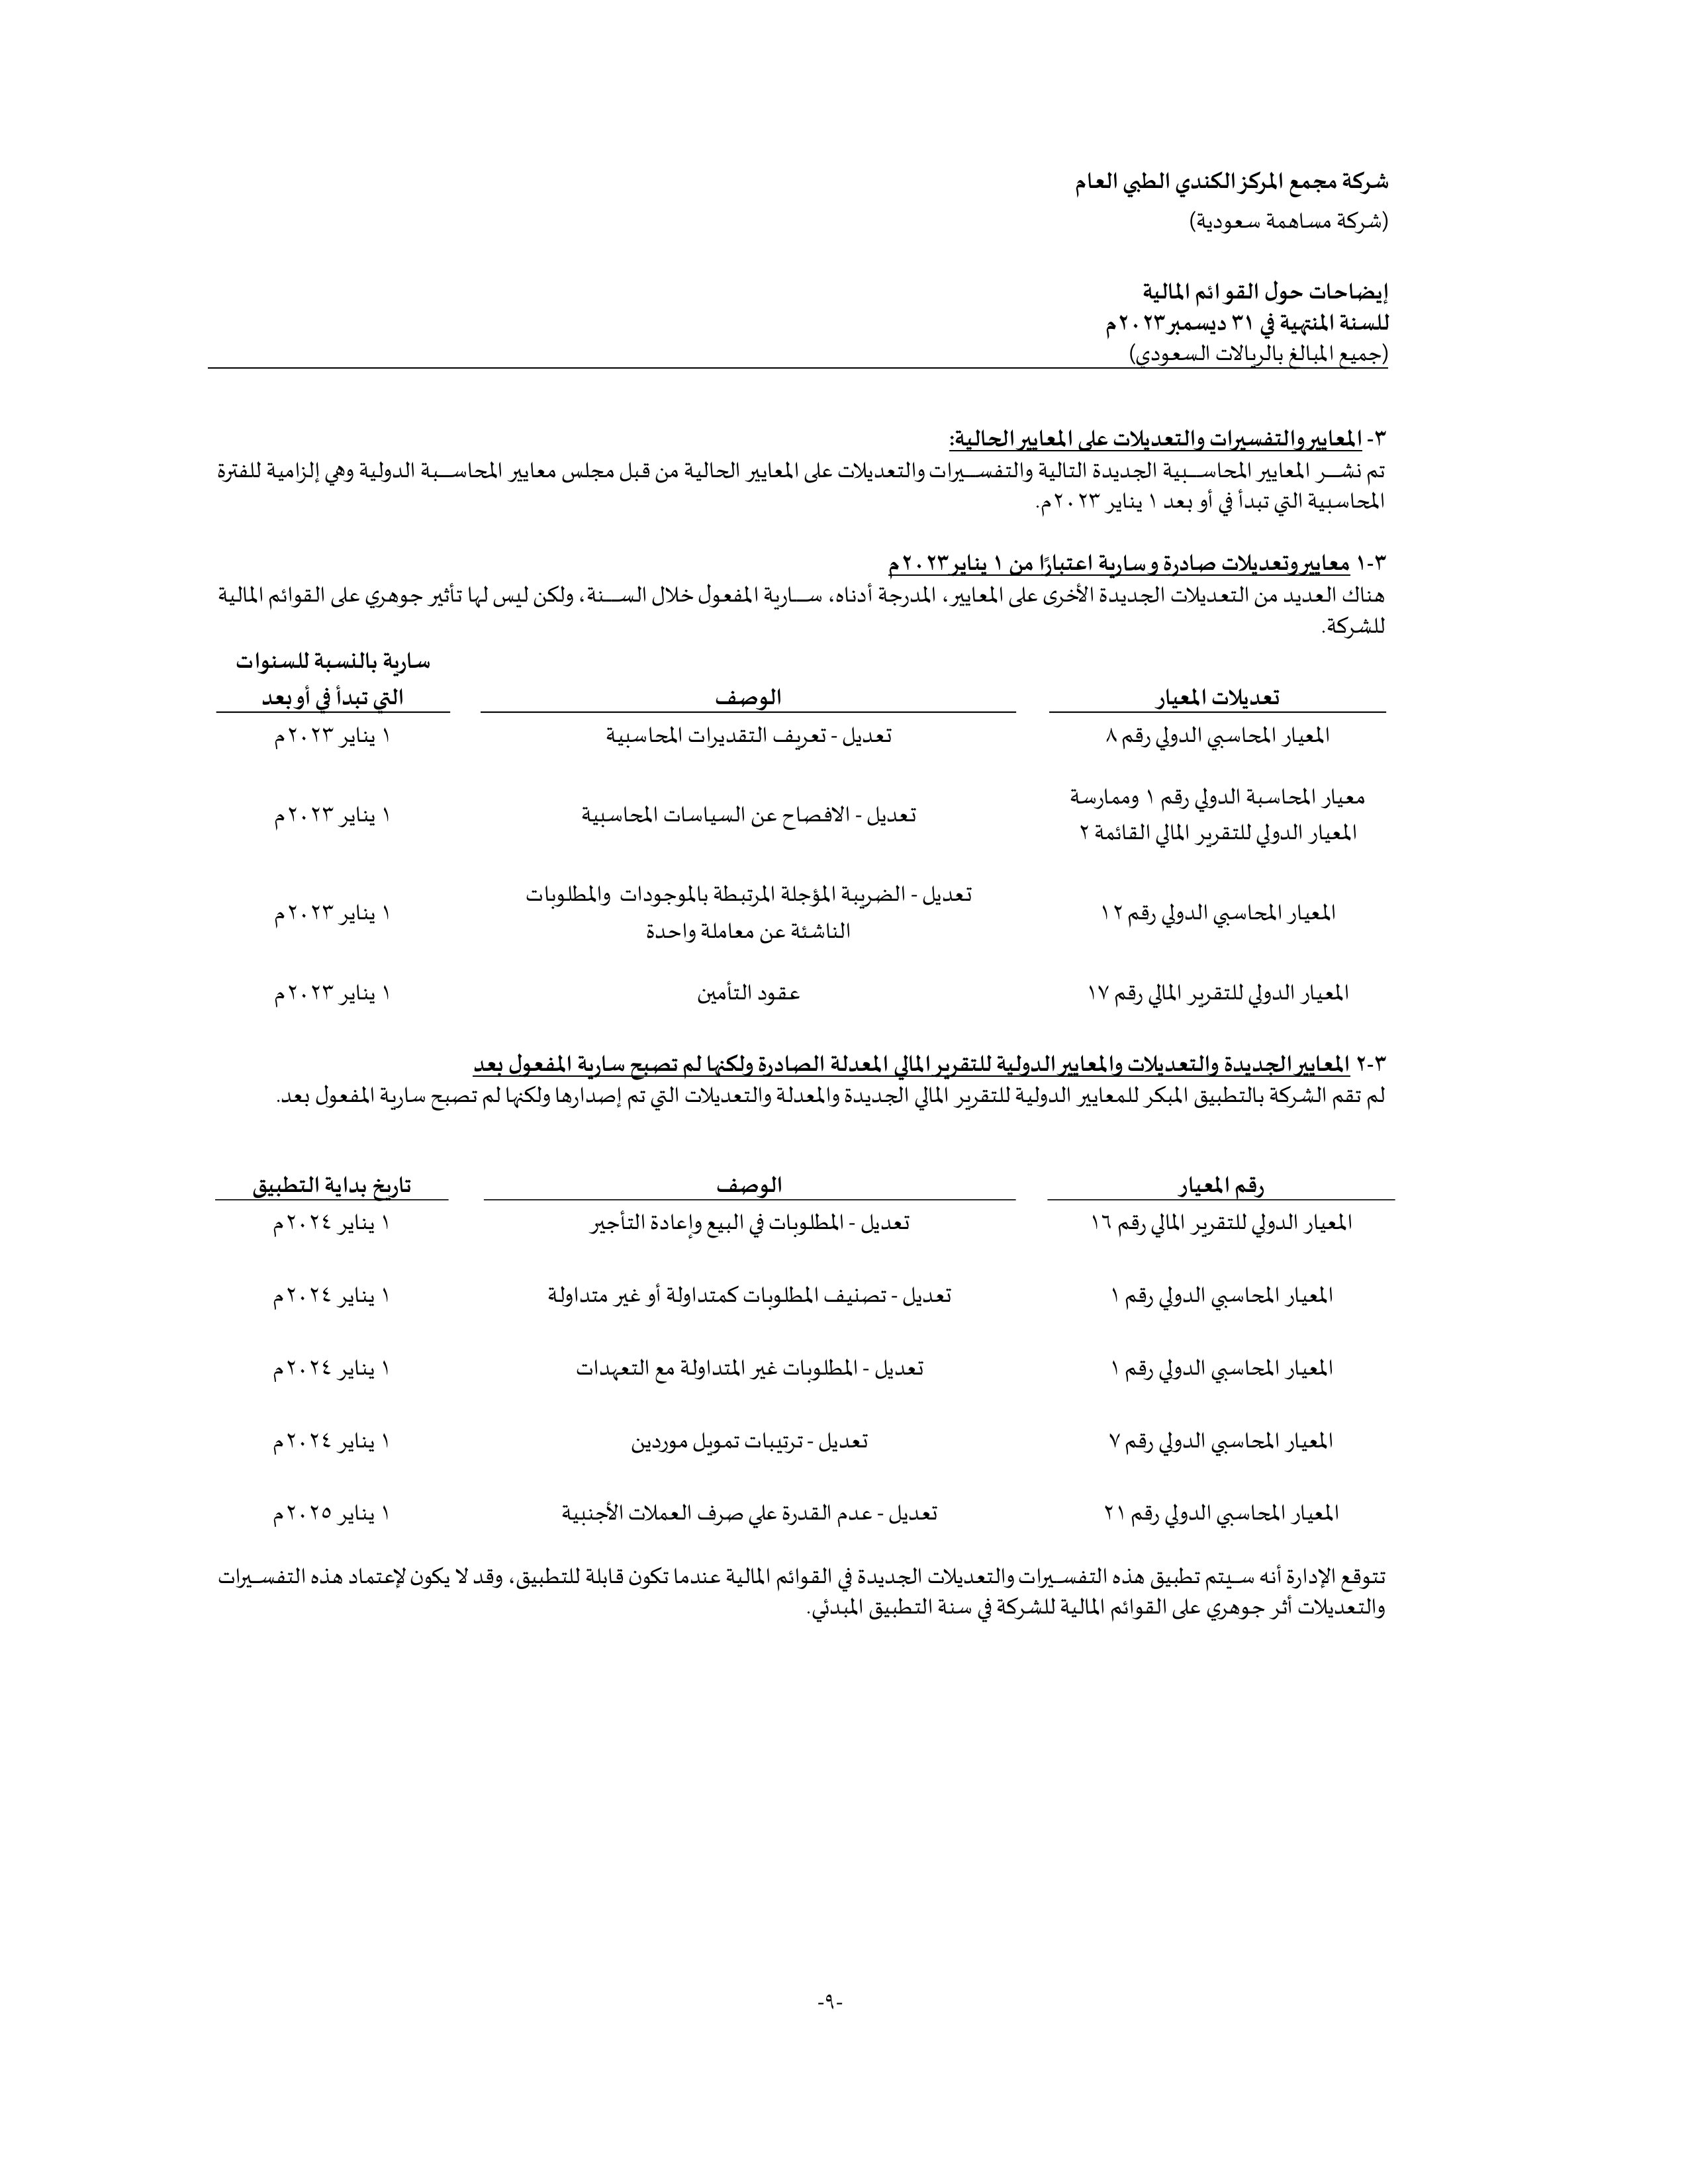 شركة مجمع المركز الكندي الطبي العام
(شركة مساهمة سعودية)
إيضاحات حول القوائم المالية
للسنة المنتهية في ٣١ ديسمبر ٢٠٢٣م
(جميع المبالغ بالريالات السعودي)
٣- المعايير والتفسيرات والتعديلات على المعايير الحالية:
تم نشر المعايير المحاسبية الجديدة التالية والتفسيرات والتعديلات على المعايير الحالية من قبل مجلس معايير المحاسبة الدولية وهي إلزامية للفترة
المحاسبية التي تبدأ في أو بعد ١ يناير ٢٠٢٣م.
٣-١ معايير وتعديلات صادرة وسارية اعتبارًا من ١ يناير ٢٠٢٣م
هناك العديد من التعديلات الجديدة الأخرى على المعايير، المدرجة أدناه، سارية المفعول خلال السنة، ولكن ليس لها تأثير جوهري على القوائم المالية
للشركة.
سارية بالنسبة للسنوات
تعديلات المعيار الوصف التي تبدأ في أو بعد
المعيار المحاسبي الدولي رقم ٨ تعديل - تعريف التقديرات المحاسبية ١ يناير ٢٠٢٣م
معيار المحاسبة الدولي رقم ١ وممارسة
المعيار الدولي للتقرير المالي القائمة ٢ تعديل - الافصاح عن السياسات المحاسبية ١ يناير ٢٠٢٣م
تعديل - الضريبة المؤجلة المرتبطة بالموجودات والمطلوبات
المعيار المحاسبي الدولي رقم ١٢ الناشئة عن معاملة واحدة ١ يناير ٢٠٢٣م
المعيار الدولي للتقرير المالي رقم ١٧ عقود التأمين ١ يناير ٢٠٢٣م
٣-٢ المعايير الجديدة والتعديلات والمعايير الدولية للتقرير المالي المعدلة الصادرة ولكنها لم تصبح سارية المفعول بعد
لم تقم الشركة بالتطبيق المبكر للمعايير الدولية للتقرير المالي الجديدة والمعدلة والتعديلات التي تم إصدارها ولكنها لم تصبح سارية المفعول بعد.
رقم المعيار الوصف تاريخ بداية التطبيق
المعيار الدولي للتقرير المالي رقم ١٦ تعديل - المطلوبات في البيع وإعادة التأجير ١ يناير ٢٠٢٤م
المعيار المحاسبي الدولي رقم ١ تعديل - تصنيف المطلوبات كمتداولة أو غير متداولة ١ يناير ٢٠٢٤م
المعيار المحاسبي الدولي رقم ١ تعديل - المطلوبات غير المتداولة مع التعهدات ١ يناير ٢٠٢٤م
المعيار المحاسبي الدولي رقم ٧ تعديل - ترتيبات تمويل موردين ١ يناير ٢٠٢٤م
المعيار المحاسبي الدولي رقم ٢١ تعديل - عدم القدرة علي صرف العملات الأجنبية ١ يناير ٢٠٢٥م
تتوقع الإدارة أنه سيتم تطبيق هذه التفسيرات والتعديلات الجديدة في القوائم المالية عندما تكون قابلة للتطبيق، وقد لا يكون لإعتماد هذه التفسيرات
والتعديلات أثر جوهري على القوائم المالية للشركة في سنة التطبيق المبدئي.
-٩-